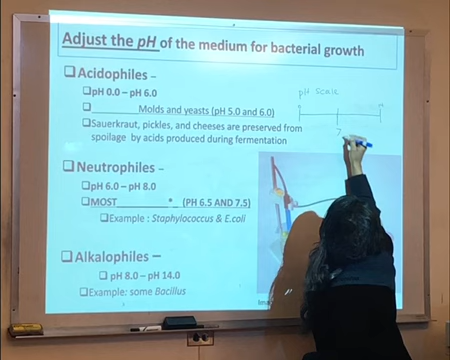 Adjust the pH of the medium for bacterial growth
Acidophiles –
pH 0.0 – pH 6.0
____________ Molds and yeasts (pH 5.0 and 6.0)
Sauerkraut, pickles, and cheeses are preserved from
spoilage by acids produced during fermentation
pH Scale
7
Neutrophiles –
pH 6.0 – pH 8.0
MOST____________* (PH 6.5 AND 7.5)
Example : Staphylococcus & E.coli
Alkalophiles –
pH 8.0 – pH 14.0
Example: some Bacillus